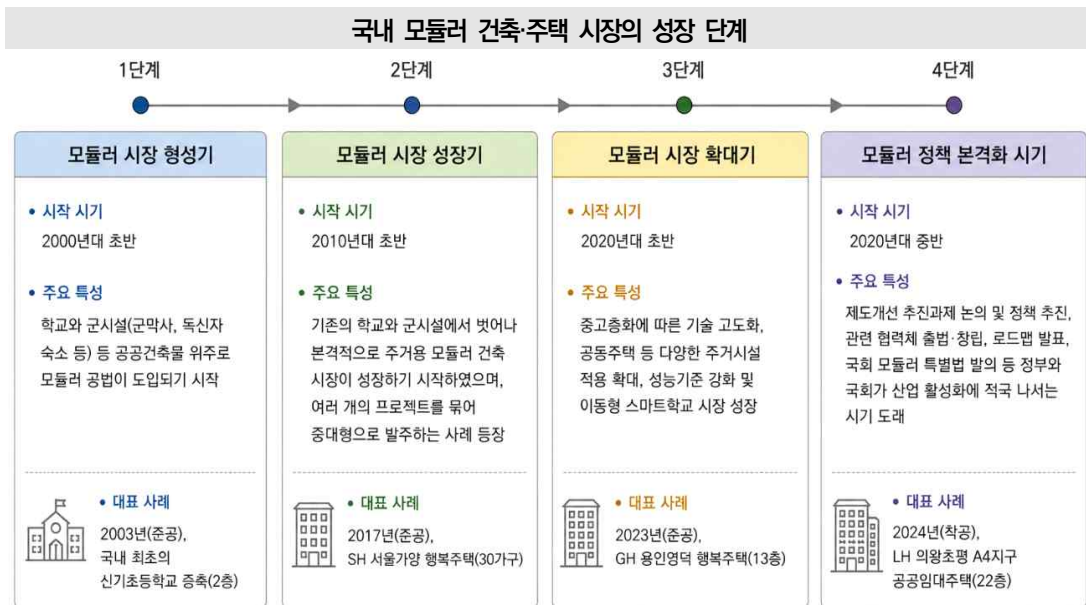 국내 모듈러 건축·주택 시장의 성장 단계
1단계
2단계
3단계
4단계
모듈러 시장 형성기
• 시작 시기
2000년대 초반
• 주요 특성
학교와 군시설(군막사, 독신자
숙소 등) 등 공공건축물 위주로
모듈러 공법이 도입되기 시작
• 대표 사례
2003년(준공),
국내 최초의
신기초등학교 증축(2층)
모듈러 시장 성장기
• 시작 시기
2010년대 초반
• 주요 특성
기존의 학교와 군시설에서 벗어나
본격적으로 주거용 모듈러 건축
시장이 성장하기 시작하였으며,
여러 개의 프로젝트를 묶어
중대형으로 발주하는 사례 등장
• 대표 사례
2017년(준공),
SH 서울가양 행복주택(30가구)
모듈러 시장 확대기
• 시작 시기
2020년대 초반
• 주요 특성
중고층화에 따른 기술 고도화,
공동주택 등 다양한 주거시설
적용 확대, 성능기준 강화 및
이동형 스마트학교 시장 성장
• 대표 사례
2023년(준공),
GH 용인영덕 행복주택(13층)
모듈러 정책 본격화 시기
• 시작 시기
2020년대 중반
• 주요 특성
제도개선 추진과제 논의 및 정책 추진,
관련 협력체 출범·창립, 로드맵 발표,
국회 모듈러 특별법 발의 등 정부와
국회가 산업 활성화에 적국 나서는
시기 도래
• 대표 사례
2024년(착공),
LH 의왕초평 A4지구
공공임대주택(22층)